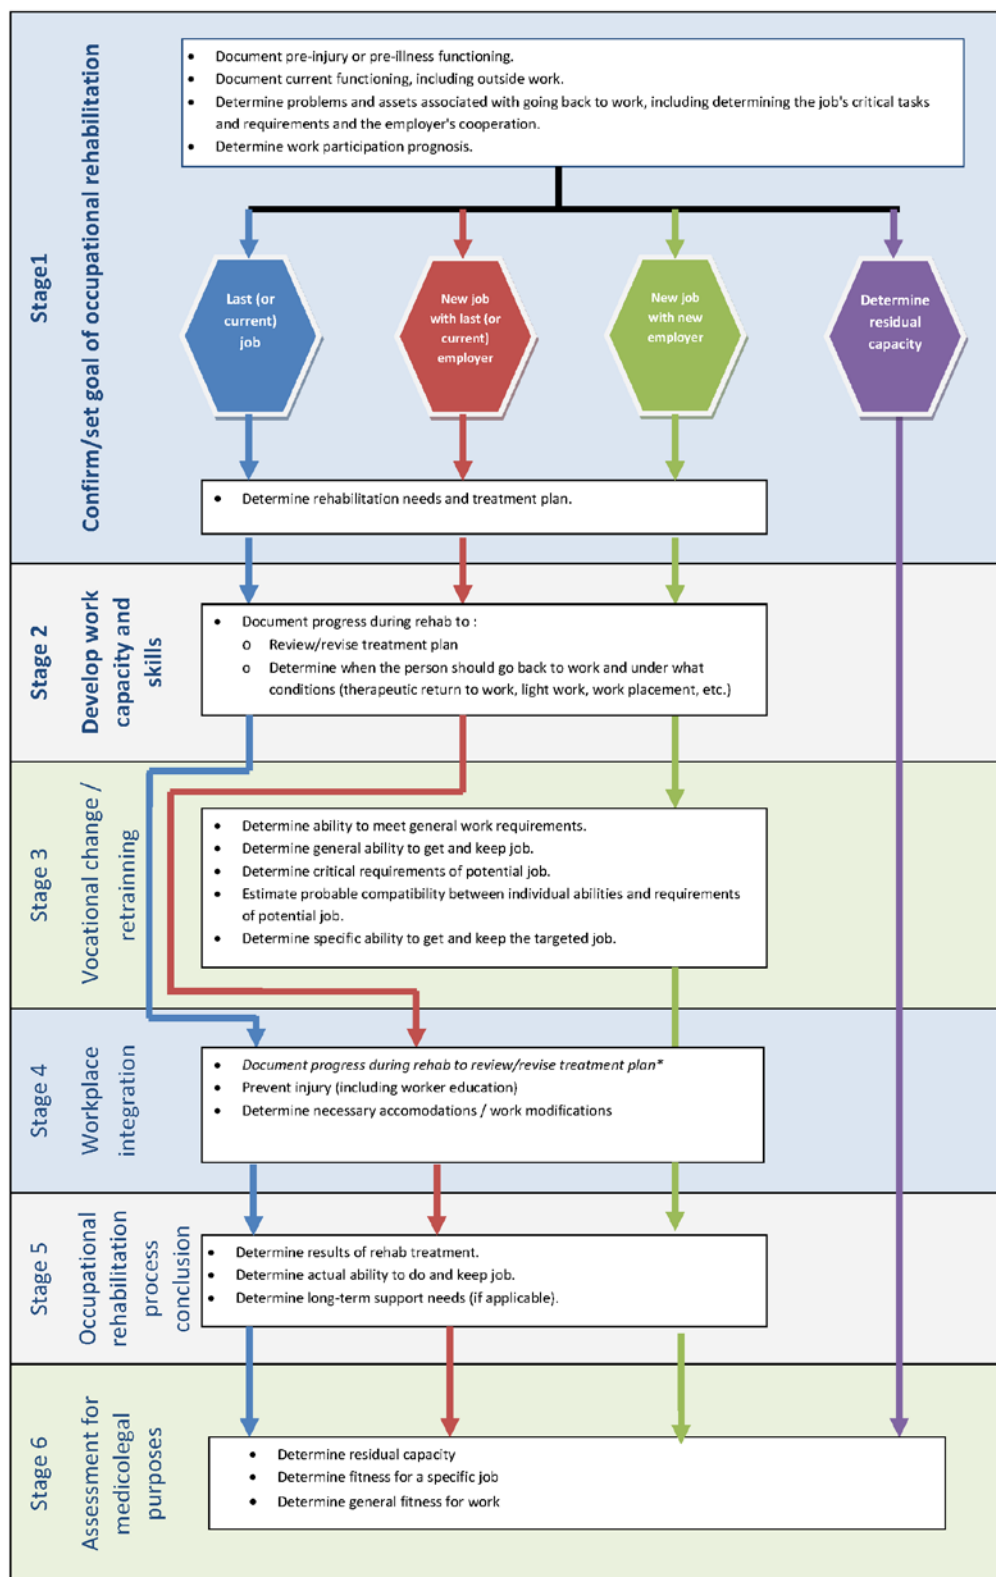 Stage1
Confirm/set goal of occupational rehabilitation
• Document pre-injury or pre-illness functioning.
• Document current functioning, including outside work.
• Determine problems and assets associated with going back to work, including determining the job's critical tasks
and requirements and the employer's cooperation.
• Determine work participation prognosis.
Last (or
current)
job
New job
with last (or
current)
employer
New job
with new
employer
Determine
residual
capacity
• Determine rehabilitation needs and treatment plan.
Stage 2
Develop work
capacity and
skills
• Document progress during rehab to :
o Review/revise treatment plan
o Determine when the person should go back to work and under what
conditions (therapeutic return to work, light work, work placement, etc.)
Stage 3
Vocational change /
retrainning
• Determine ability to meet general work requirements.
• Determine general ability to get and keep job.
• Determine critical requirements of potential job.
• Estimate probable compatibility between individual abilities and requirements
of potential job.
• Determine specific ability to get and keep the targeted job.
Stage 4
Workplace
integration
• Document progress during rehab to review/revise treatment plan*
• Prevent injury (including worker education)
• Determine necessary accomodations / work modifications
Stage 5
Occupational
rehabilitation
process
conclusion
• Determine results of rehab treatment.
• Determine actual ability to do and keep job.
• Determine long-term support needs (if applicable).
Stage 6
Assessment for
medicolegal
purposes
• Determine residual capacity
• Determine fitness for a specific job
• Determine general fitness for work